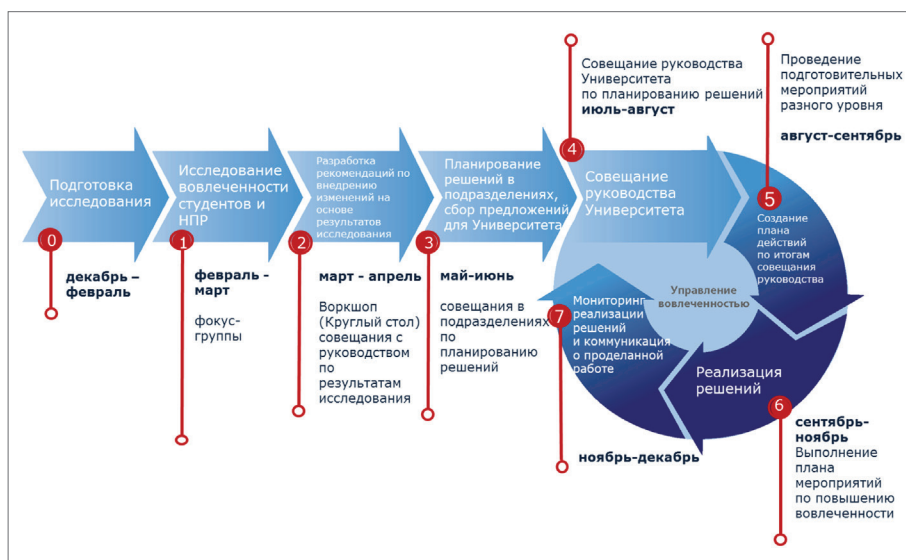 Подготовка
исследования
0
декабрь –
февраль
Исследование
вовлеченности
студентов и
НПР
1
февраль -
март
фокус-
группы
Разработка
рекомендаций по
внедрению
изменений на
основе
результатов
исследования
2
март - апрель
Воркшоп
(Круглый стол)
совещания с
руководством
по
результатам
исследования
Планирование
решений в
подразделениях,
сбор предложений
для Университета
3
май-июнь
совещания в
подразделениях
по
планированию
решений
Совещание руководства
Университета
по планированию решений
июль-август
4
Совещание
руководства
Университета
Проведение
подготовительных
мероприятий
разного уровня
август-сентябрь
5
Создание
плана
действий
по итогам
совещания
руководства
Управление
вовлеченностью
Реализация
решений
6
сентябрь-
ноябрь
Выполнение
плана
мероприятий
по повышению
вовлеченности
7
Мониторинг
реализации
решений
и коммуникация
о проделанной
работе
ноябрь-декабрь